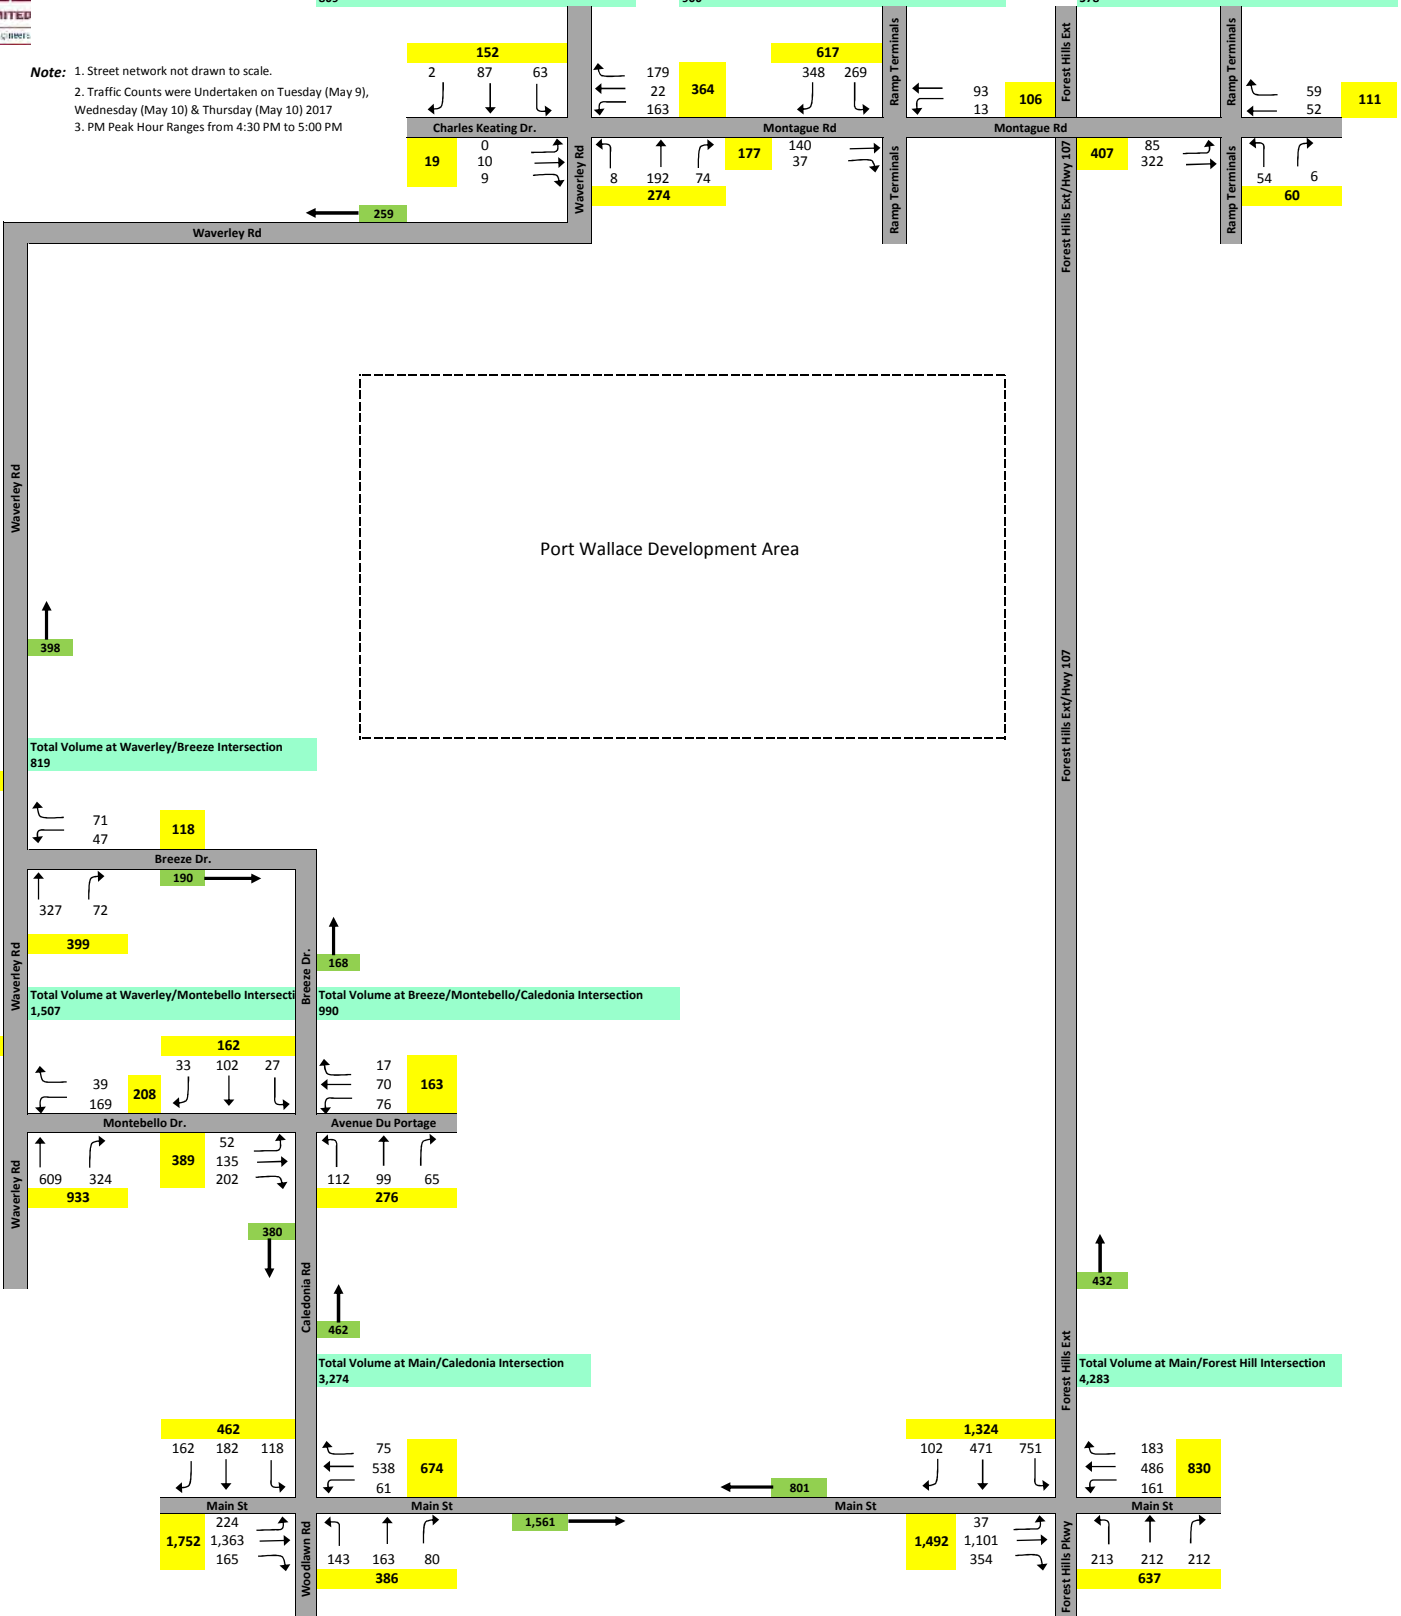 MITED
Note: 1. Street network not drawn to scale.
2. Traffic Counts were Undertaken on Tuesday (May 9),
Wednesday (May 10) & Thursday (May 10) 2017
3. PM Peak Hour Ranges from 4:30 PM to 5:00 PM
152
2 87 63
Charles Keating Dr.
19
0
10
9
Waverley Rd
179
22
163
364
8 192 74
274
Montague Rd
617
348 269
Ramp Terminals
177
140
37
Ramp Terminals
93
13
106
Montague Rd
Forest Hills Ext
Forest Hills Ext/Hwy 107
407
85
322
Ramp Terminals
59
52
111
Ramp Terminals
54 6
60
259
Waverley Rd
Waverley Rd
Port Wallace Development Area
398
Forest Hills Ext/Hwy 107
Total Volume at Waverley/Breeze Intersection
819
71
47
118
Breeze Dr.
190
327 72
399
Waverley Rd
Breeze Dr.
168
Total Volume at Waverley/Montebello Intersecti
1,507
Total Volume at Breeze/Montebello/Caledonia Intersection
990
162
33 102 27
39
169
208
17
70
76
163
Montebello Dr.
Avenue Du Portage
Waverley Rd
609 324
933
389
52
135
202
112 99 65
276
380
Caledonia Rd
462
432
Forest Hills Ext
Total Volume at Main/Caledonia Intersection
3,274
Total Volume at Main/Forest Hill Intersection
4,283
462
162 182 118
75
538
61
674
1,324
102 471 751
183
486
161
830
801
Main St
Main St
Main St
Main St
1,752
224
1,363
165
Woodlawn Rd
143 163 80
386
1,561
1,492
37
1,101
354
Forest Hills Pkwy
213 212 212
637